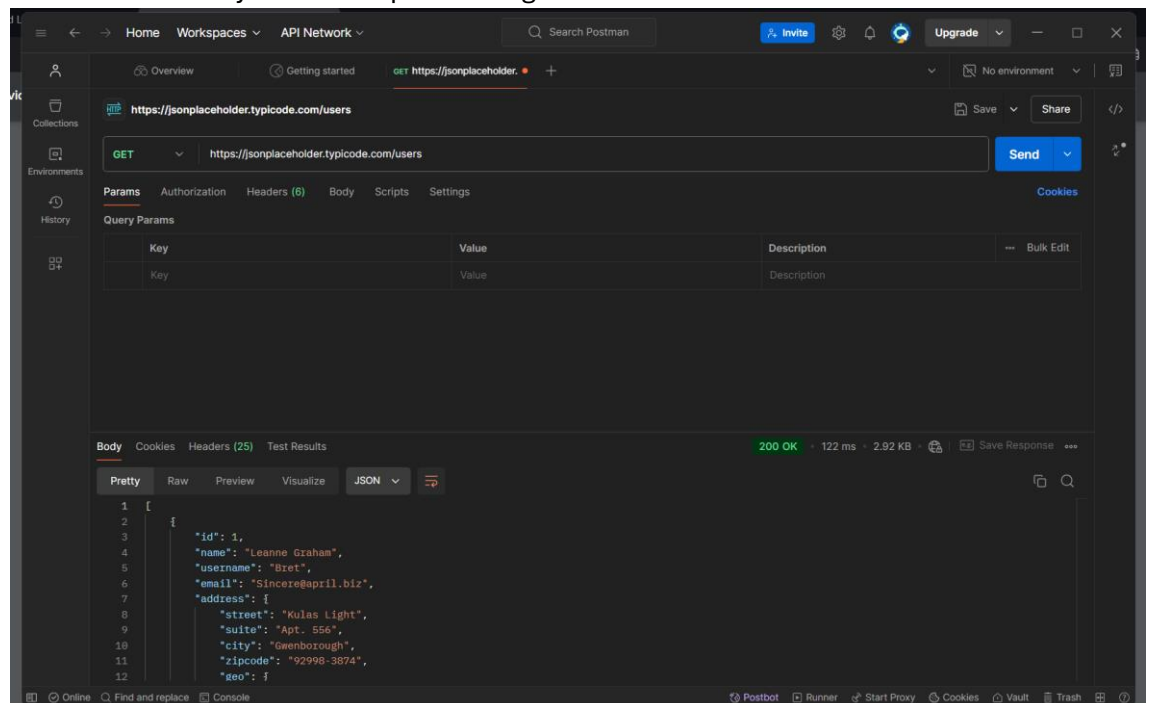 Home Workspaces API Network Search Postman Invite Upgrade
Overview Getting started GET https://jsonplaceholder. No environment
https://jsonplaceholder.typicode.com/users Save Share
Collections
GET https://jsonplaceholder.typicode.com/users Send
Environments
Params Authorization Headers (6) Body Scripts Settings Cookies
History
Query Params
Key Value Description Bulk Edit
Key Value Description
Body Cookies Headers (25) Test Results 200 OK 122 ms 2.92 KB Save Response
Pretty Raw Preview Visualize JSON
1 [
2 {
3 "id": 1,
4 "name": "Leanne Graham",
5 "username": "Bret",
6 "email": "Sincere@april.biz",
7 "address": {
8 "street": "Kulas Light",
9 "suite": "Apt. 556",
10 "city": "Gwenborough",
11 "zipcode": "92998-3874",
12 "geo": {
Online Find and replace Console Postbot Runner Start Proxy Cookies Vault Trash